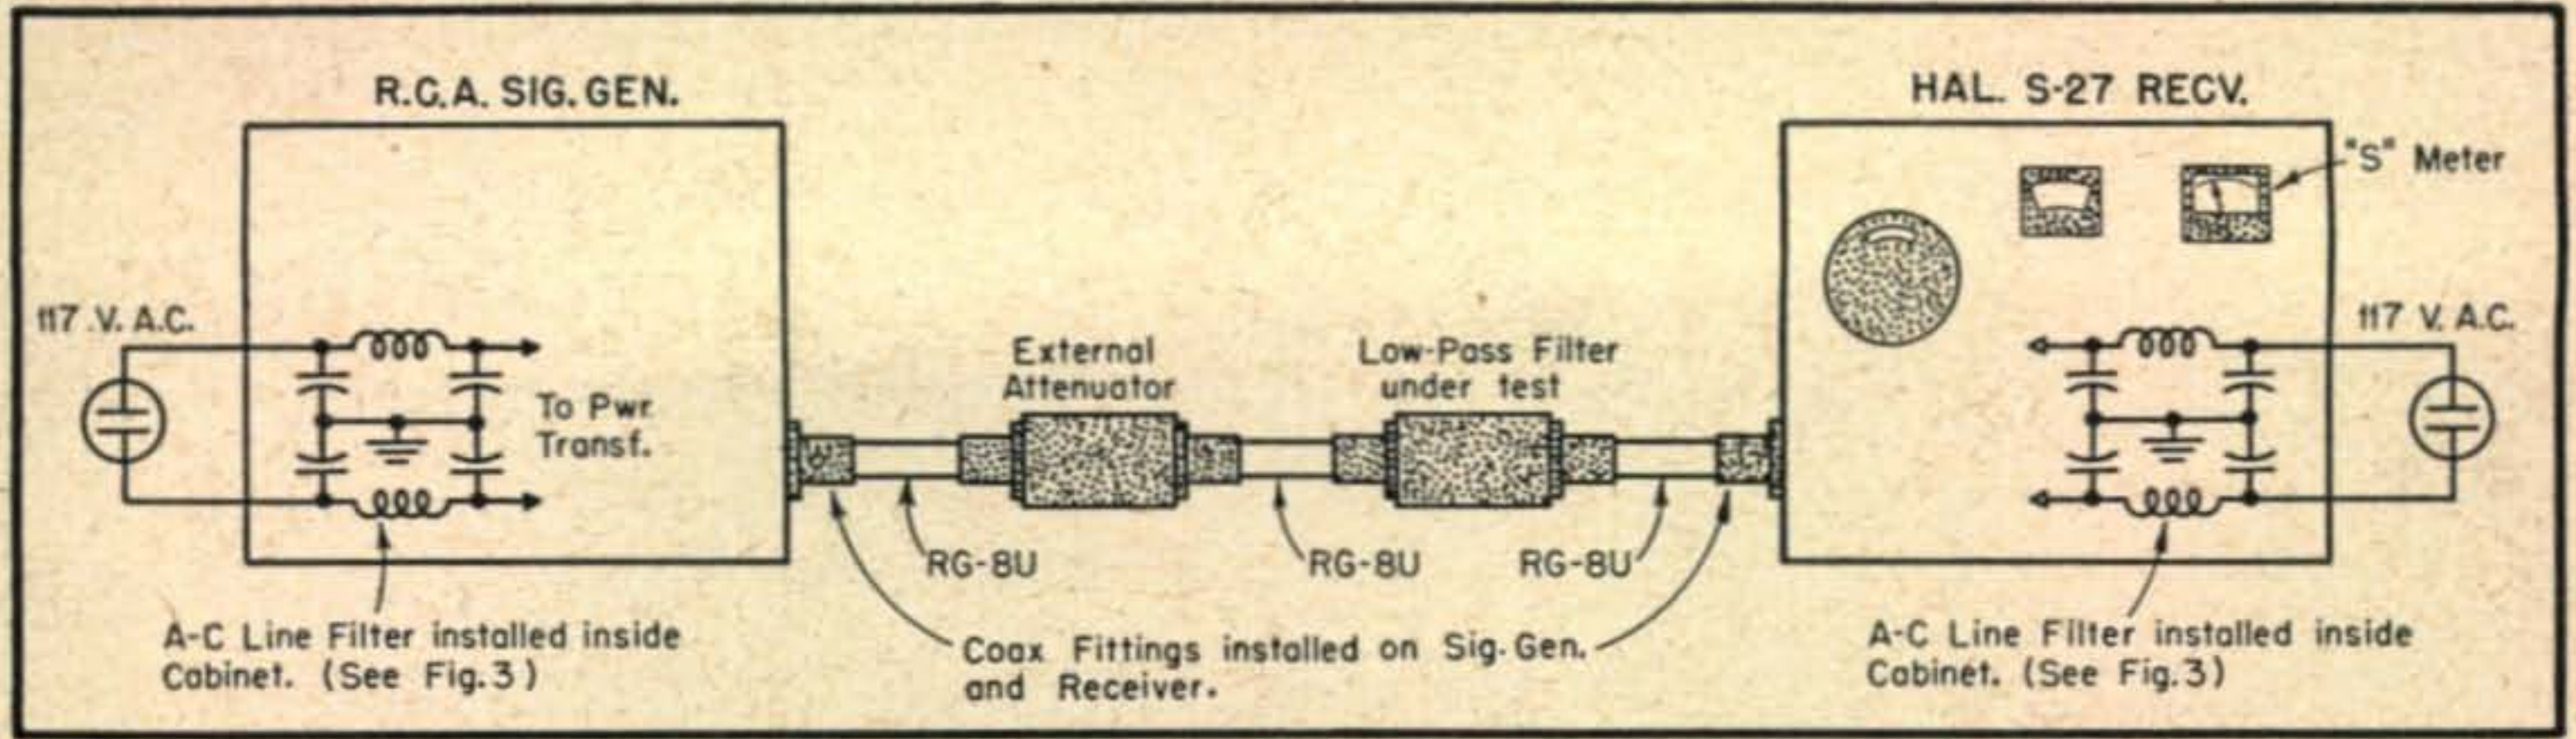 R.C.A. SIG. GEN.
HAL. S-27 RECV.
"S" Meter
117 V. A.C.
117 V. A.C.
External
Attenuator
Low-Pass Filter
under test
To Pwr.
Transf.
RG-8U
RG-8U
RG-8U
A-C Line Filter installed inside
Cabinet. (See Fig. 3)
Coax Fittings installed on Sig. Gen.
and Receiver.
A-C Line Filter installed inside
Cabinet. (See Fig. 3)